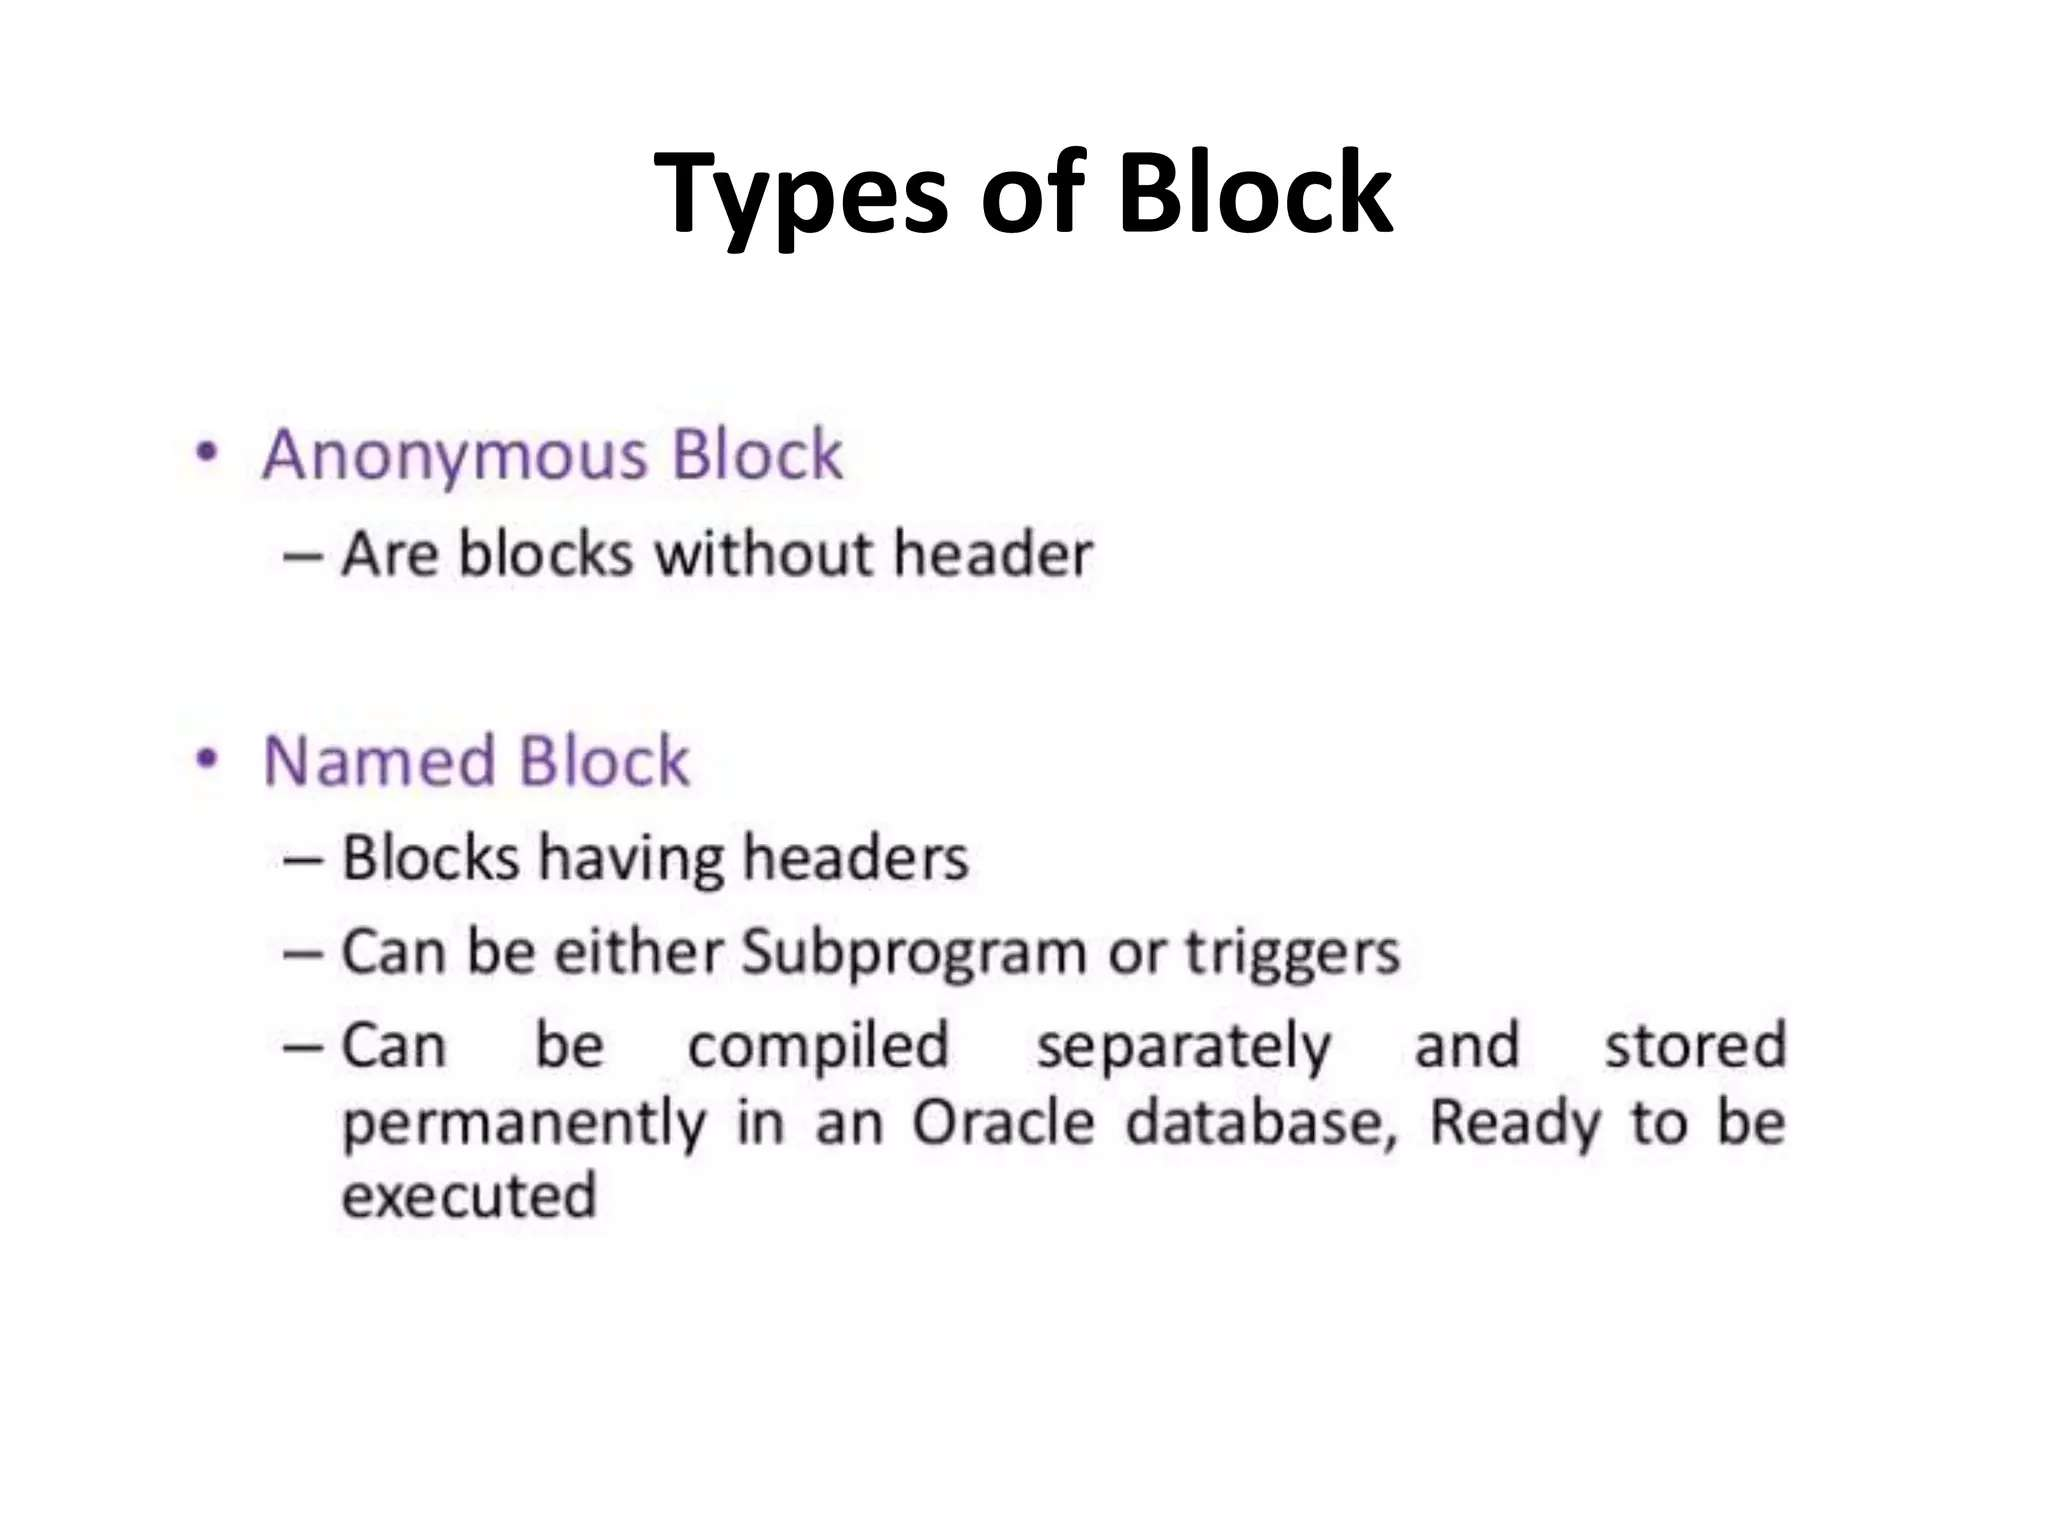 Types of Block
• Anonymous Block
– Are blocks without header
• Named Block
– Blocks having headers
– Can be either Subprogram or triggers
– Can be compiled separately and stored
permanently in an Oracle database, Ready to be
executed